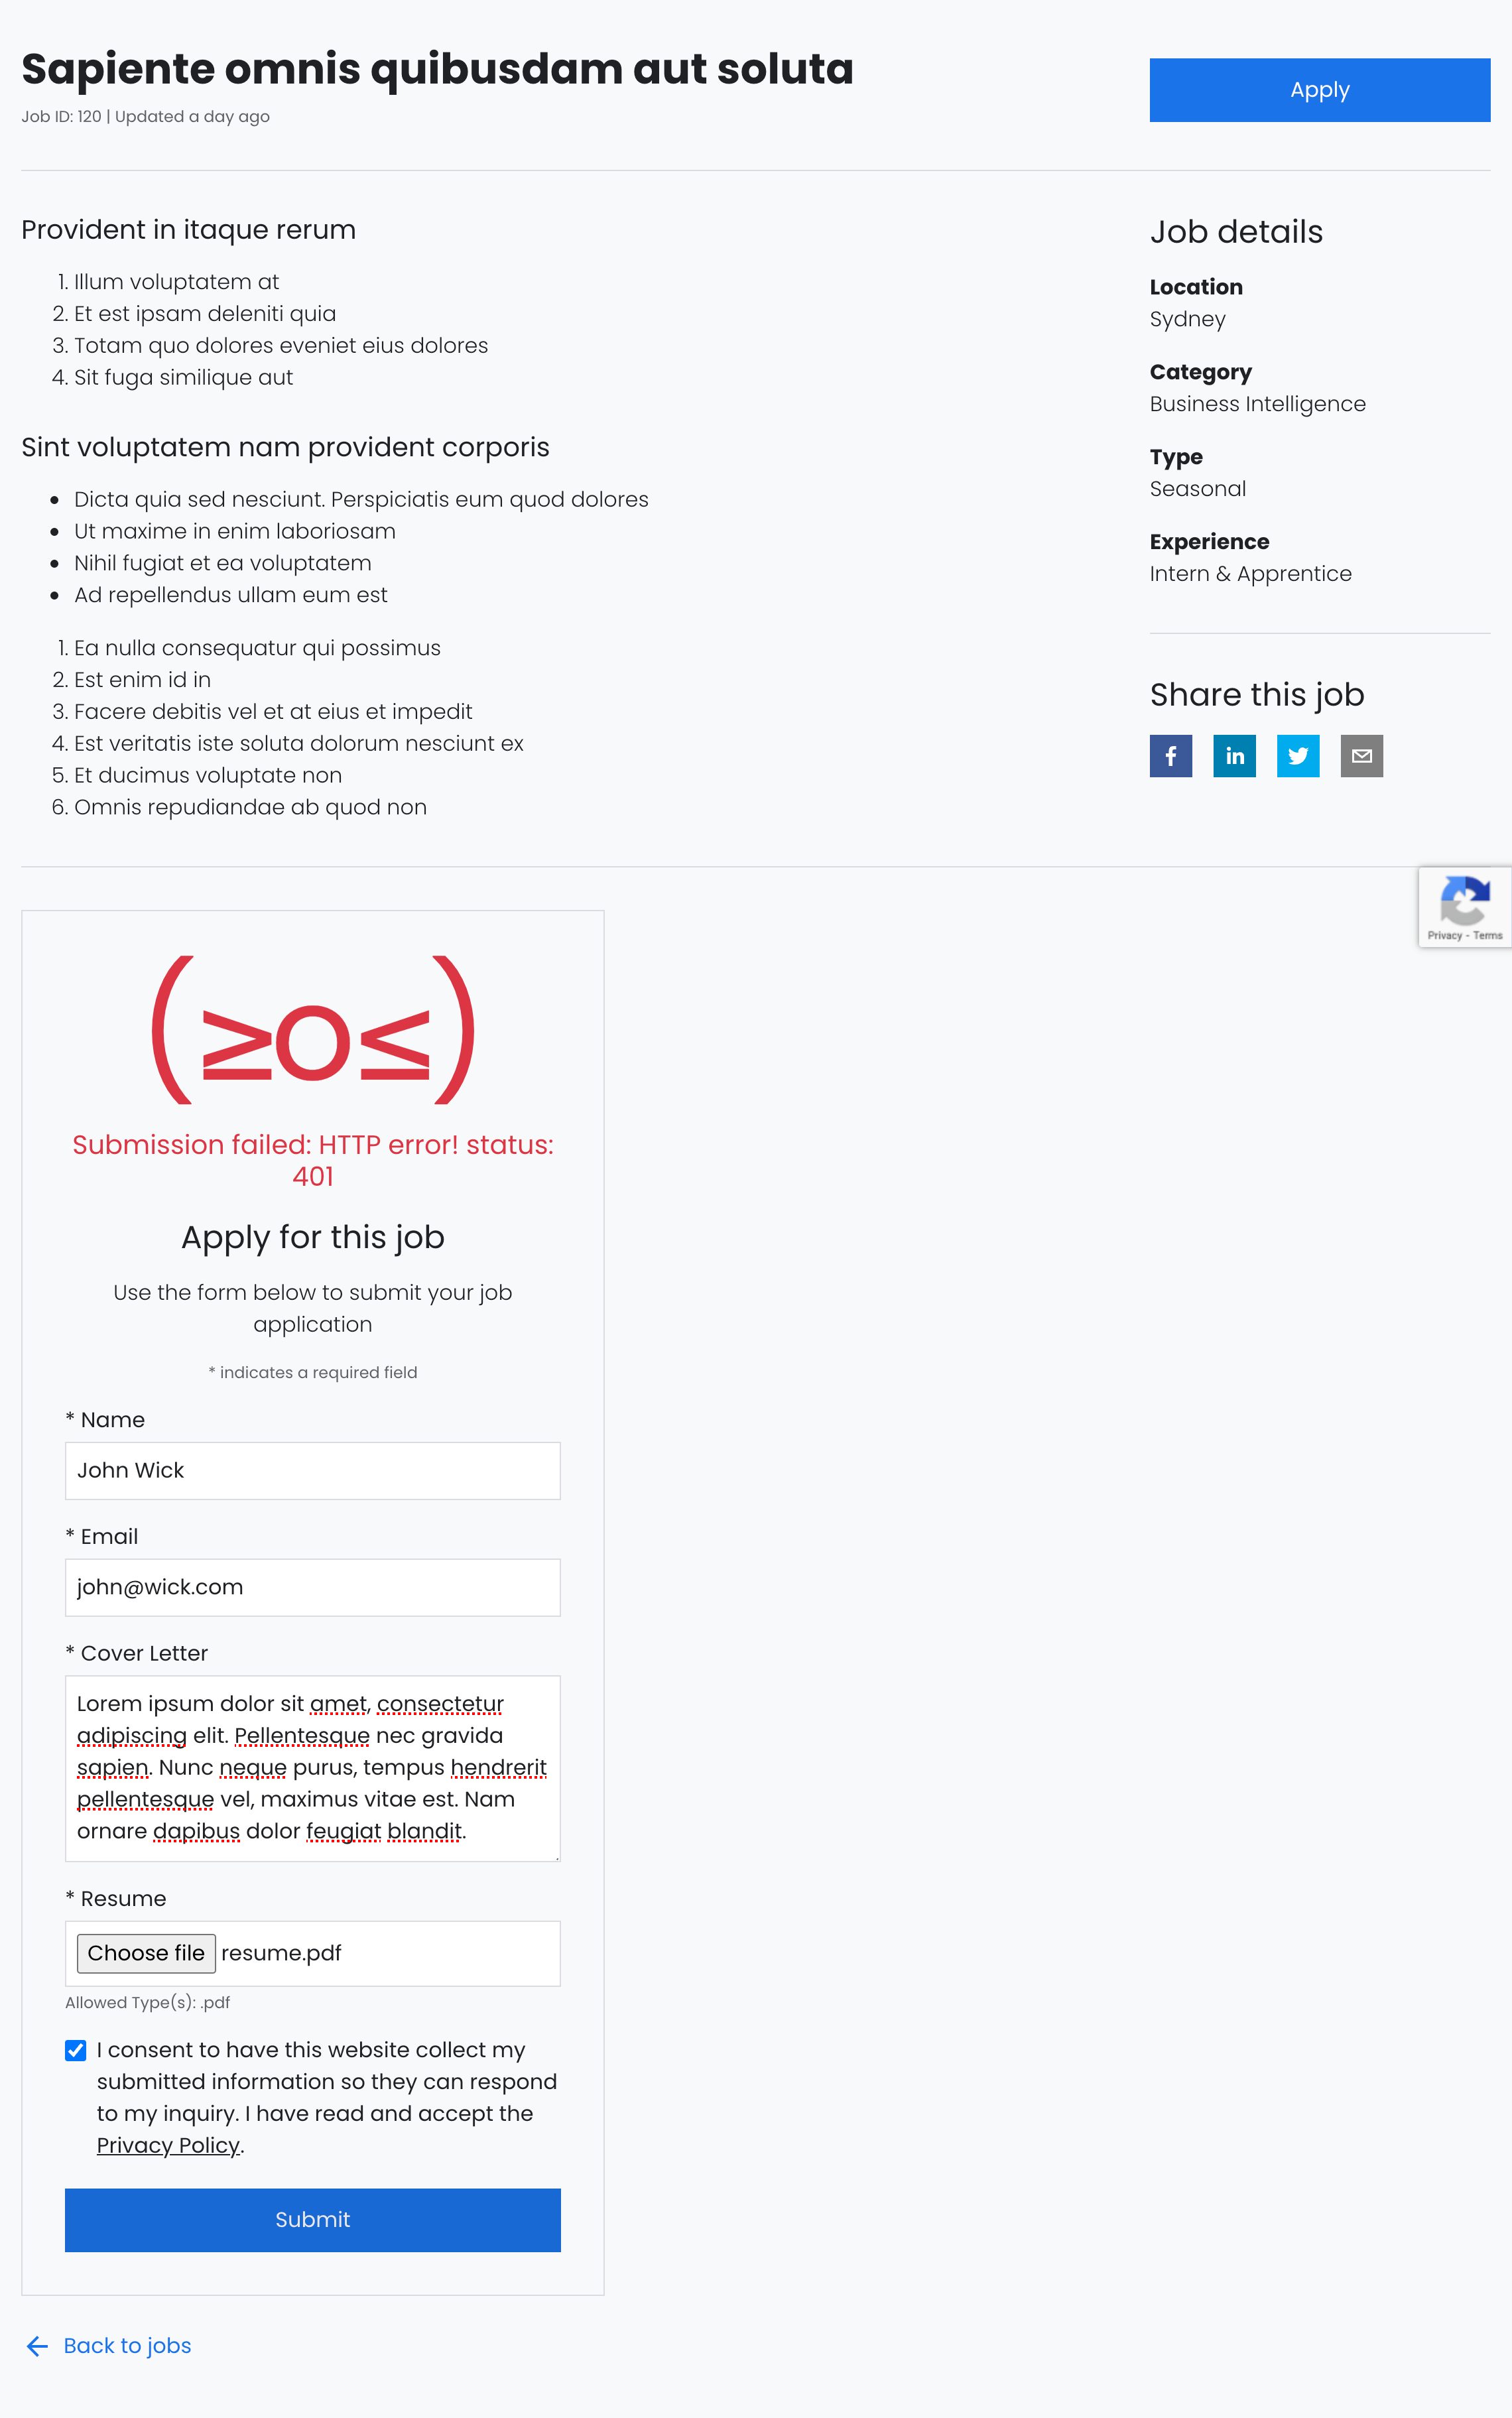 Sapiente omnis quibusdam aut soluta
Job ID: 120 | Updated a day ago
Apply
Provident in itaque rerum
1. Illum voluptatem at
2. Et est ipsam deleniti quia
3. Totam quo dolores eveniet eius dolores
4. Sit fuga similique aut
Sint voluptatem nam provident corporis
• Dicta quia sed nesciunt. Perspiciatis eum quod dolores
• Ut maxime in enim laboriosam
• Nihil fugiat et ea voluptatem
• Ad repellendus ullam eum est
1. Ea nulla consequatur qui possimus
2. Est enim id in
3. Facere debitis vel et at eius et impedit
4. Est veritatis iste soluta dolorum nesciunt ex
5. Et ducimus voluptate non
6. Omnis repudiandae ab quod non
Job details
Location
Sydney
Category
Business Intelligence
Type
Seasonal
Experience
Intern & Apprentice
Share this job
f
in
Privacy - Terms
(≥o≤)
Submission failed: HTTP error! status:
401
Apply for this job
Use the form below to submit your job
application
* indicates a required field
* Name
John Wick
* Email
john@wick.com
* Cover Letter
Lorem ipsum dolor sit amet, consectetur
adipiscing elit. Pellentesque nec gravida
sapien. Nunc neque purus, tempus hendrerit
pellentesque vel, maximus vitae est. Nam
ornare dapibus dolor feugiat blandit.
* Resume
Choose file resume.pdf
Allowed Type(s): .pdf
I consent to have this website collect my
submitted information so they can respond
to my inquiry. I have read and accept the
Privacy Policy.
Submit
← Back to jobs